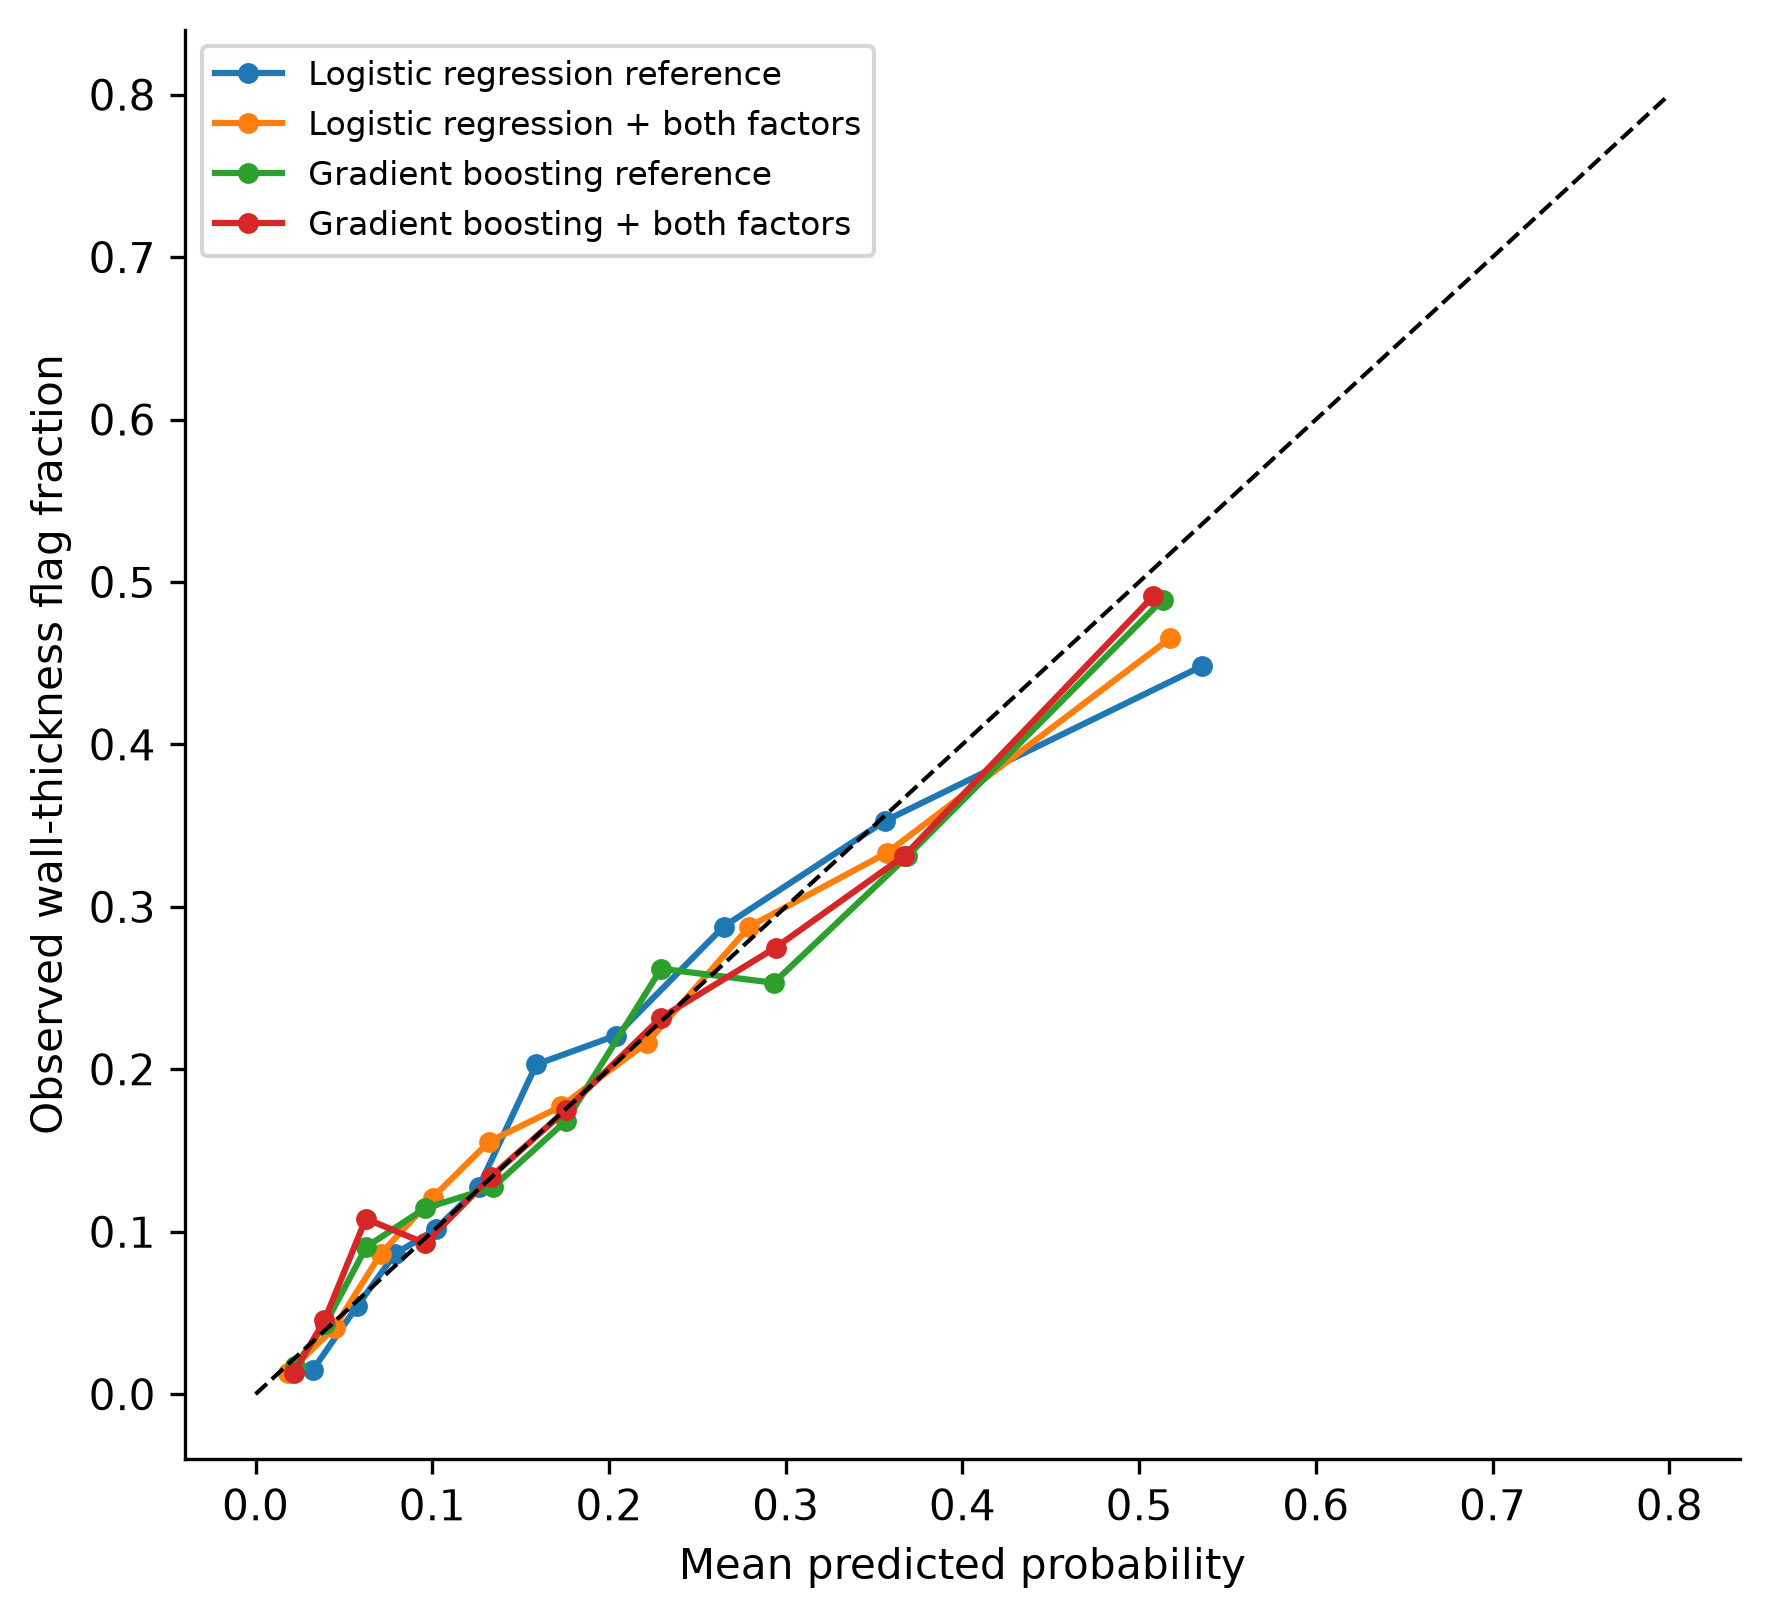 Logistic regression reference
Logistic regression + both factors
Gradient boosting reference
Gradient boosting + both factors
0.8
0.7
0.6
0.5
0.4
0.3
0.2
0.1
0.0
Observed wall-thickness flag fraction
0.0 0.1 0.2 0.3 0.4 0.5 0.6 0.7 0.8
Mean predicted probability